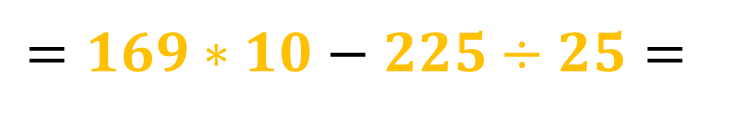 = 169 * 10 − 225 ÷ 25 =